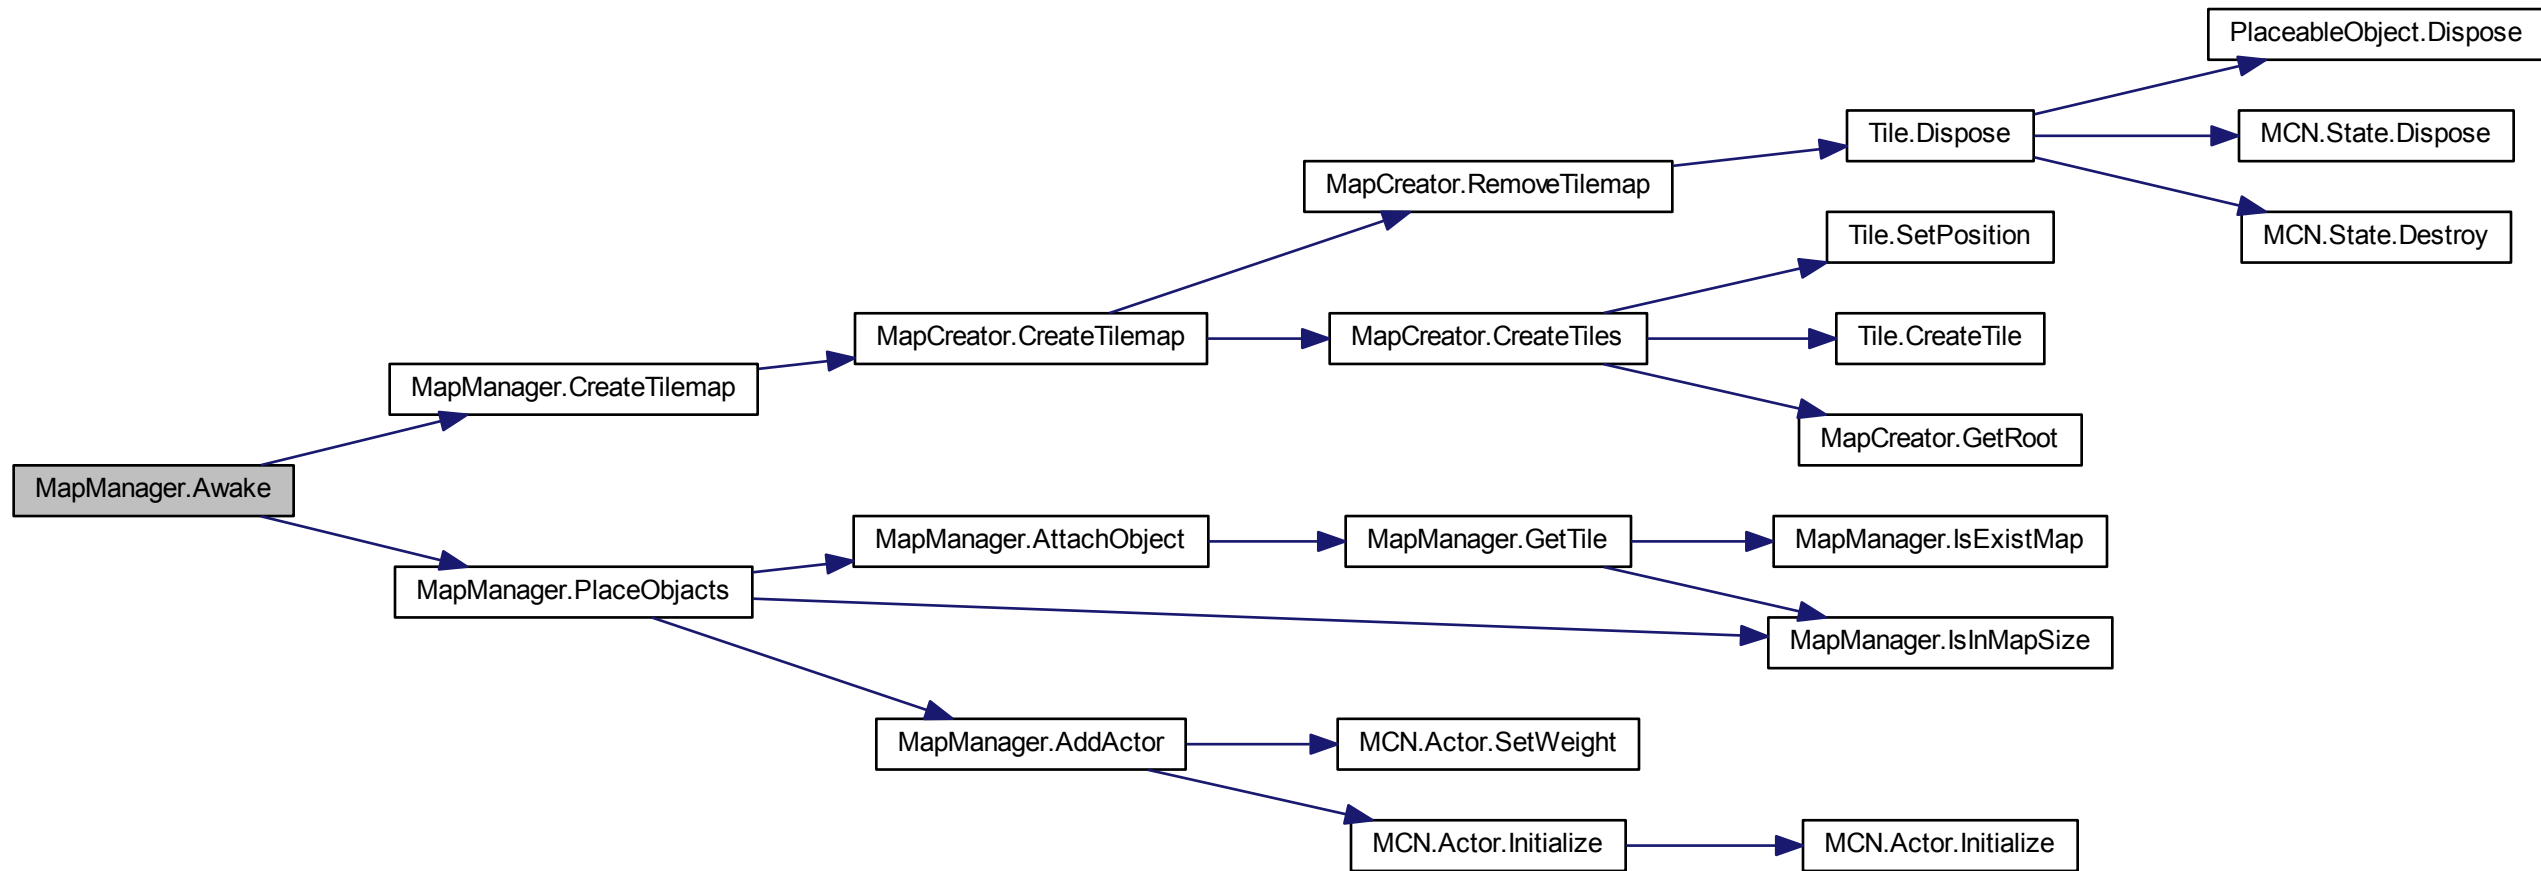 PlaceableObject.Dispose
Tile.Dispose
MCN.State.Dispose
MapCreator.RemoveTilemap
Tile.SetPosition
MCN.State.Destroy
MapCreator.CreateTilemap
MapCreator.CreateTiles
Tile.CreateTile
MapManager.CreateTilemap
MapCreator.GetRoot
MapManager.Awake
MapManager.AttachObject
MapManager.GetTile
MapManager.IsExistMap
MapManager.PlaceObjacts
MapManager.IsInMapSize
MapManager.AddActor
MCN.Actor.SetWeight
MCN.Actor.Initialize
MCN.Actor.Initialize